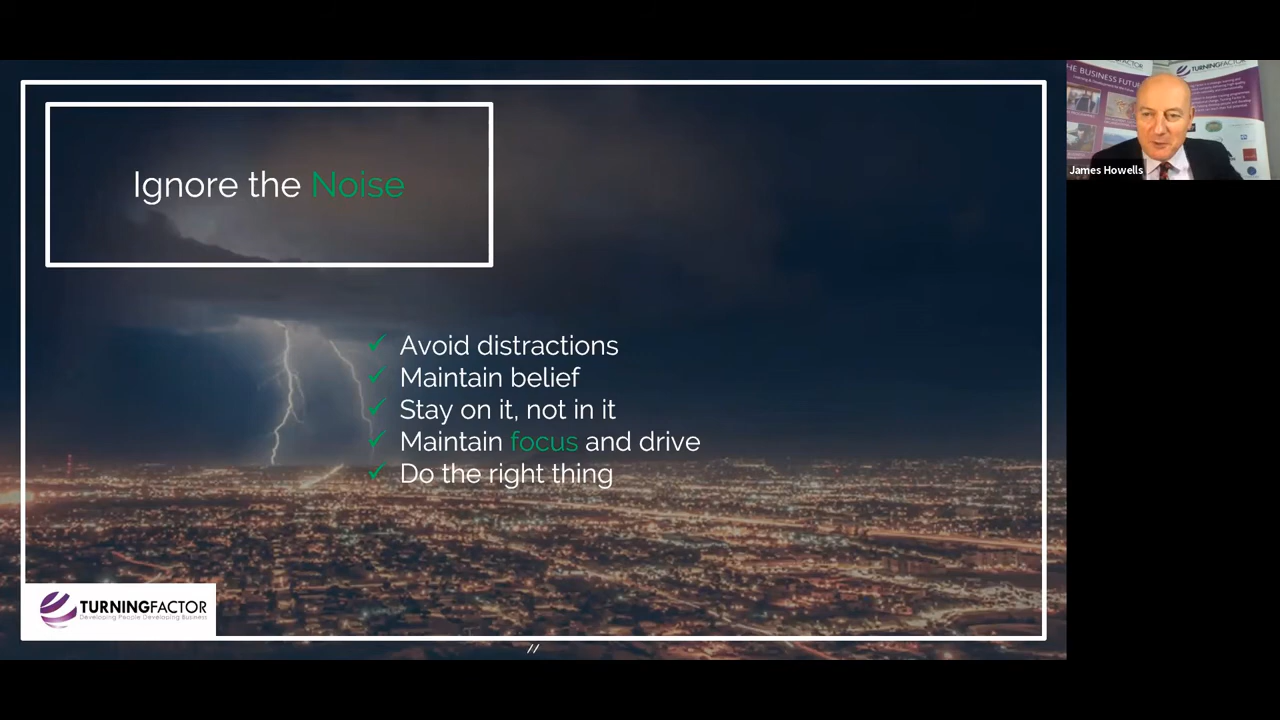 Ignore the Noise
✓ Avoid distractions
✓ Maintain belief
✓ Stay on it, not in it
✓ Maintain focus and drive
✓ Do the right thing
TURNINGFACTOR
Developing People Developing Business
TURNINGFACTOR
James Howells